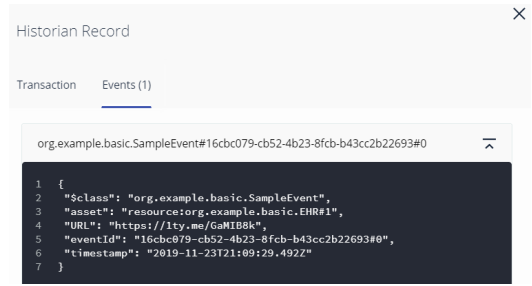 Historian Record
Transaction Events (1)
org.example.basic.SampleEvent#16cbc079-cb52-4b23-8fcb-b43cc2b22693#0
1 {
2 "$class": "org.example.basic.SampleEvent",
3 "asset": "resource:org.example.basic.EHR#1",
4 "URL": "https://1ty.me/GaMIB8k",
5 "eventId": "16cbc079-cb52-4b23-8fcb-b43cc2b22693#0",
6 "timestamp": "2019-11-23T21:09:29.492Z"
7 }